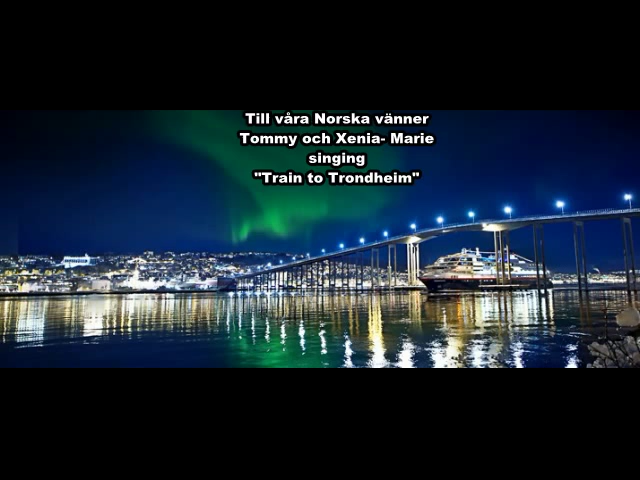 Till våra Norska vänner
Tommy och Xenia- Marie
singing
"Train to Trondheim"